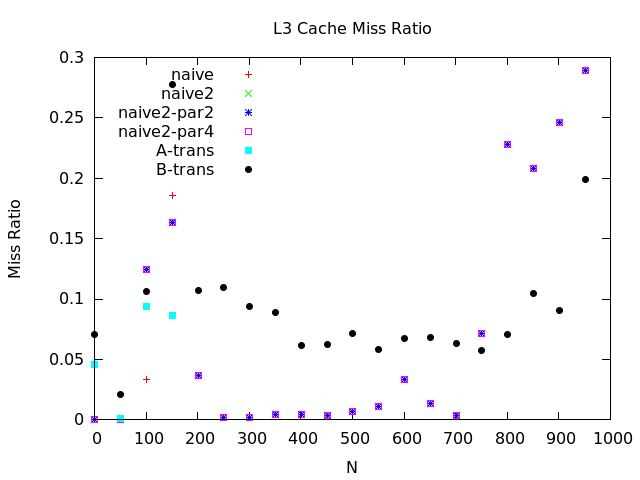 L3 Cache Miss Ratio
0.3
naive
naive2
0.25
naive2-par2
naive2-par4
A-trans
B-trans
0.2
Miss Ratio
0.15
0.1
0.05
0
0 100 200 300 400 500 600 700 800 900 1000
N